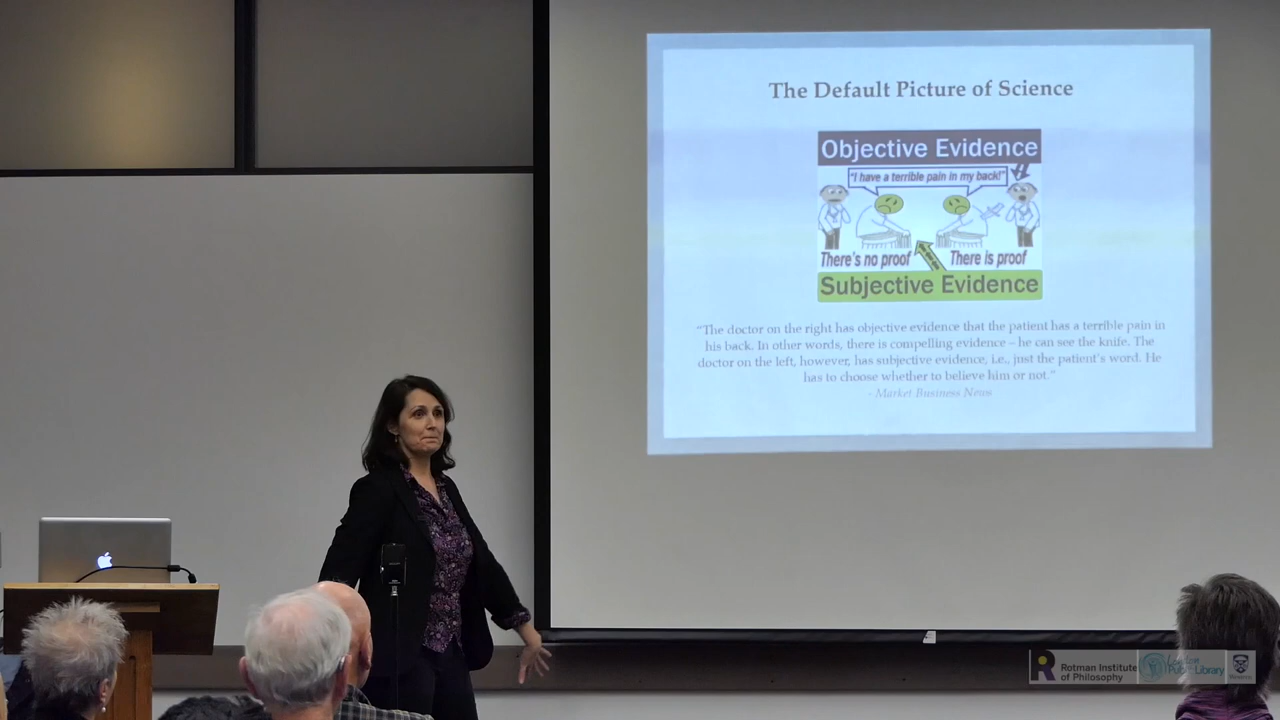 The Default Picture of Science
Objective Evidence
"I have a terrible pain in my back!"
There's no proof
There is proof
Subjective Evidence
"The doctor on the right has objective evidence that the patient has a terrible pain in
his back. In other words, there is compelling evidence – he can see the knife. The
doctor on the left, however, has subjective evidence, i.e., just the patient's word. He
has to choose whether to believe him or not."
- Market Business News
Rotman Institute
of Philosophy
London
Public Library